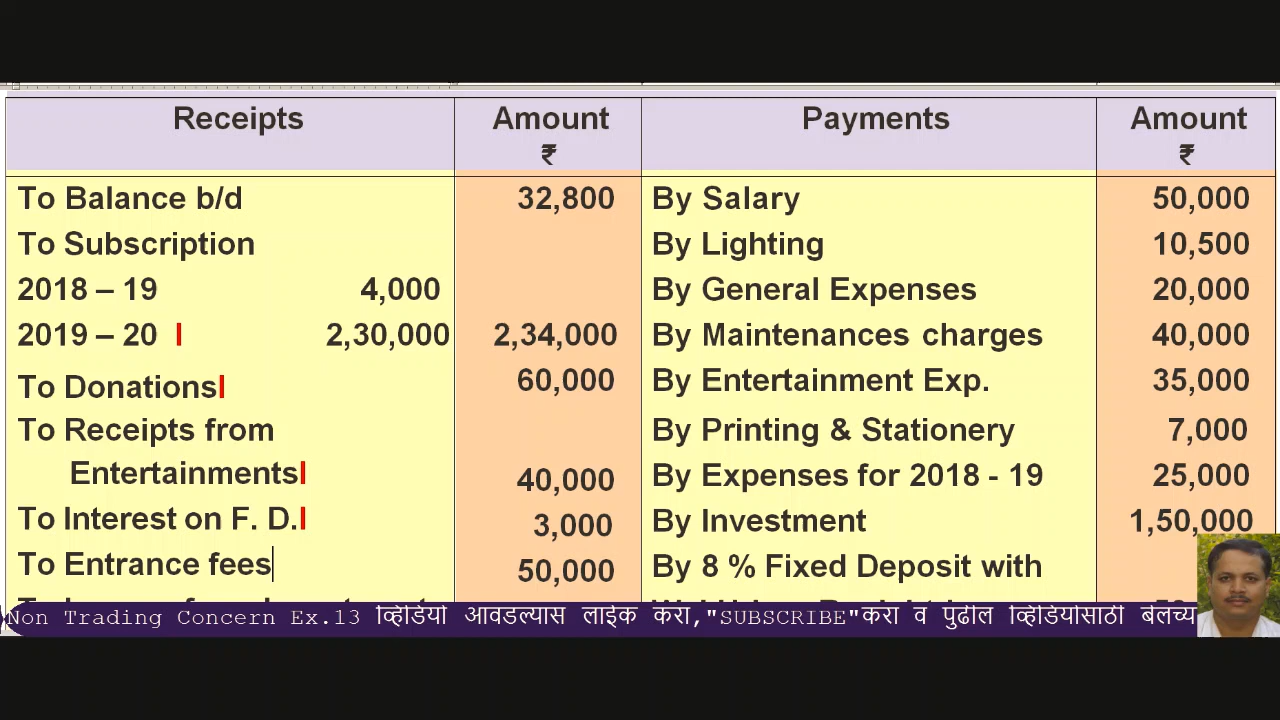 Receipts Amount ₹ Payments Amount ₹
To Balance b/d 32,800 By Salary 50,000
To Subscription By Lighting 10,500
2018 – 19 4,000 By General Expenses 20,000
2019 – 20 2,30,000 2,34,000 By Maintenances charges 40,000
To Donations 60,000 By Entertainment Exp. 35,000
To Receipts from By Printing & Stationery 7,000
Entertainments 40,000 By Expenses for 2018 - 19 25,000
To Interest on F. D. 3,000 By Investment 1,50,000
To Entrance fees 50,000 By 8 % Fixed Deposit with
Non Trading Concern Ex.13 व्हिडियो आवडल्यास लाईक करा,"SUBSCRIBE"करा व पुढील व्हिडियोसाठी बेलच्य